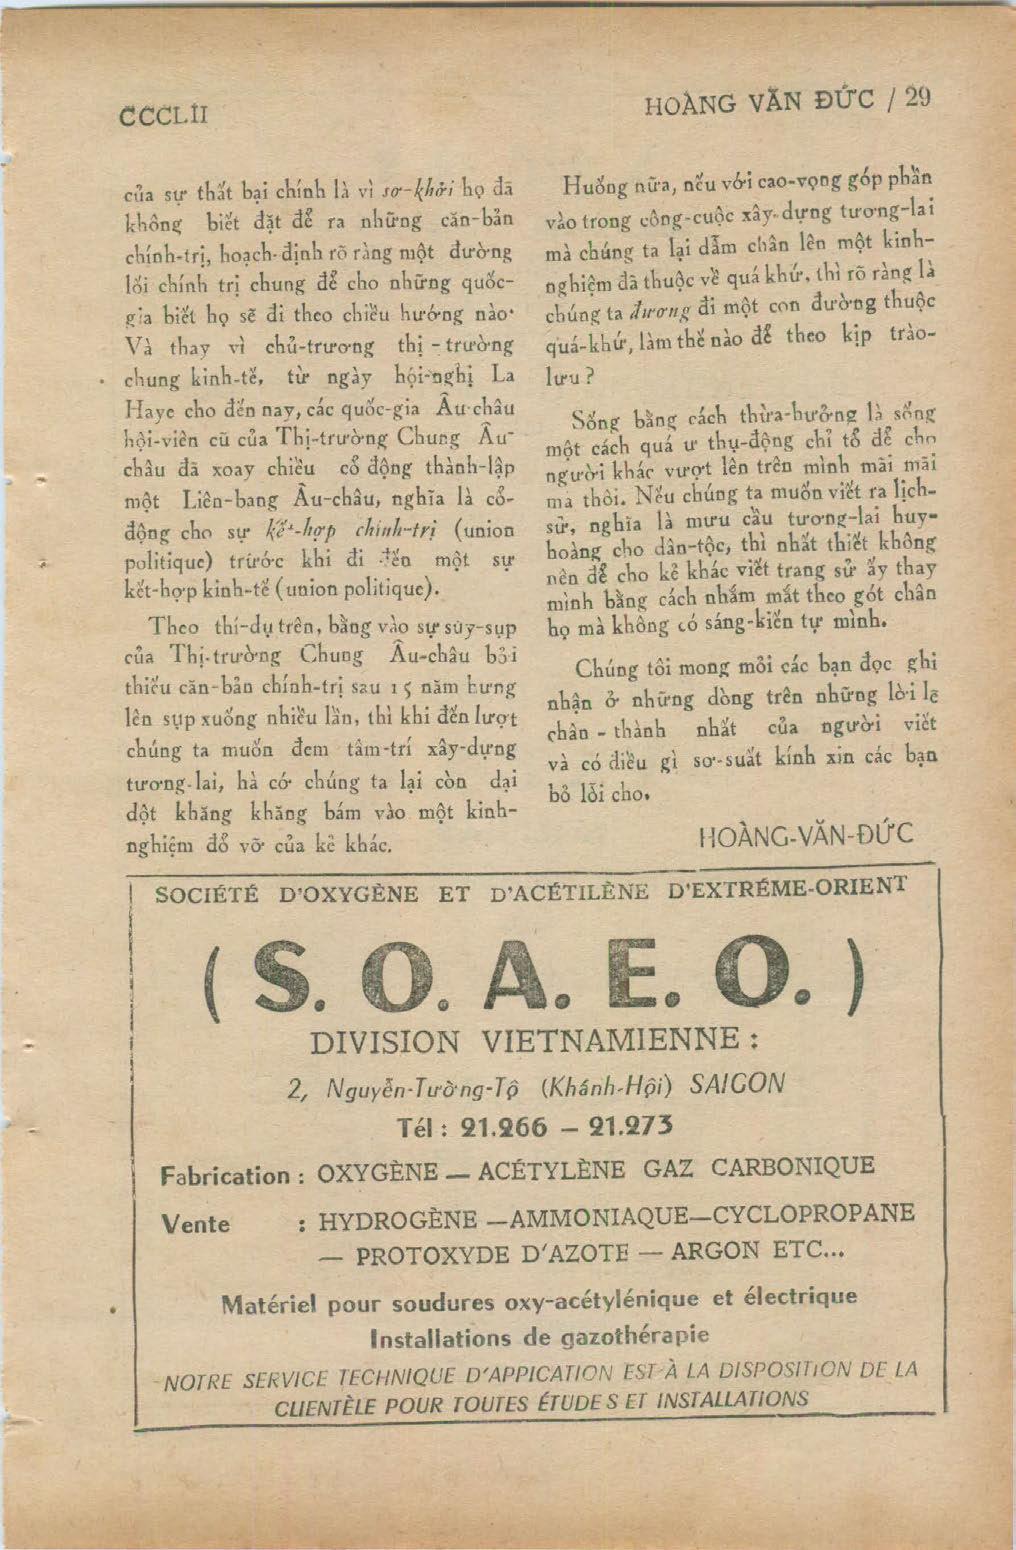 CCCLII
HOÀNG VĂN ĐỨC / 29
của sự thất bại chính là vì sơ-khởi họ đã
không biết đặt để ra những căn-bản
chính-trị, hoạch-định rõ ràng một đường
lối chính trị chung để cho những quốc-
gia biết họ sẽ đi theo chiều hướng nào.
Và thay vì chủ-trương thị-trường
chung kinh-tế, từ ngày hội-nghị La
Haye cho đến nay, các quốc-gia Âu châu
hội-viên cũ của Thị-trường Chung Âu-
châu đã xoay chiều cổ động thành-lập
một Liên-bang Âu-châu, nghĩa là cổ-
động cho sự kết-hợp chính-trị (union
politique) trước khi đi đến một sự
kết-hợp kinh-tế (union politique).
Theo thí-dụ trên, bằng vào sự sùy-sụp
của Thị-trường Chung Âu-châu bởi
thiếu căn-bản chính-trị sau 15 năm hưng
lên sụp xuống nhiều lần, thì khi đến lượt
chúng ta muốn đem tâm-trí xây-dựng
tương-lai, hà cớ chúng ta lại còn dại
dột khăng khăng bám vào một kinh-
nghiệm đổ vỡ của kẻ khác.
Huống nữa, nếu với cao-vọng góp phần
vào trong công-cuộc xây-dựng tương-lai
mà chúng ta lại dẫm chân lên một kinh-
nghiệm đã thuộc về quá khứ, thì rõ ràng là
chúng ta đương đi một con đường thuộc
quá-khứ, làm thế nào để theo kịp trào-
lưu ?
Sống bằng cách thừa-hưởng là sống
một cách quá ư thụ-động chỉ tổ để cho
người khác vượt lên trên mình mãi mãi
mà thôi. Nếu chúng ta muốn viết ra lịch-
sử, nghĩa là mưu cầu tương-lai huy-
hoàng cho dân-tộc, thì nhất thiết không
nên để cho kẻ khác viết trang sử ấy thay
mình bằng cách nhắm mắt theo gót chân
họ mà không có sáng-kiến tự mình.
Chúng tôi mong mỏi các bạn đọc ghi
nhận ở những dòng trên những lời lẽ
chân - thành nhất của người viết
và có điều gì sơ-suất kính xin các bạn
bỏ lỗi cho.
HOÀNG-VĂN-ĐỨC
SOCIÉTÉ D'OXYGÈNE ET D'ACÉTILÈNE D'EXTRÉME-ORIENT
( S. O. A. E. O. )
DIVISION VIETNAMIENNE :
2, Nguyễn-Tường-Tộ (Khánh-Hội) SAIGON
Tél : 21.266 – 21.273
Fabrication : OXYGÈNE — ACÉTYLÈNE GAZ CARBONIQUE
Vente : HYDROGÈNE —AMMONIAQUE—CYCLOPROPANE
— PROTOXYDE D'AZOTE — ARGON ETC...
Matériel pour soudures oxy-acétylénique et électrique
Installations de gazothérapie
NOTRE SERVICE TECHNIQUE D'APPICATION EST À LA DISPOSITION DE LA
CLIENTÈLE POUR TOUTES ÉTUDES ET INSTALLATIONS